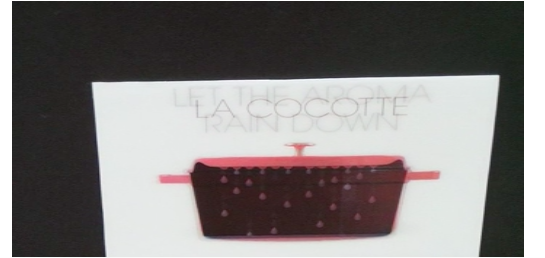 LET THE AROMA
LA COCOTTE
RAIN DOWN